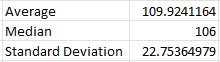 Average 109.9241164
Median 106
Standard Deviation 22.75364979